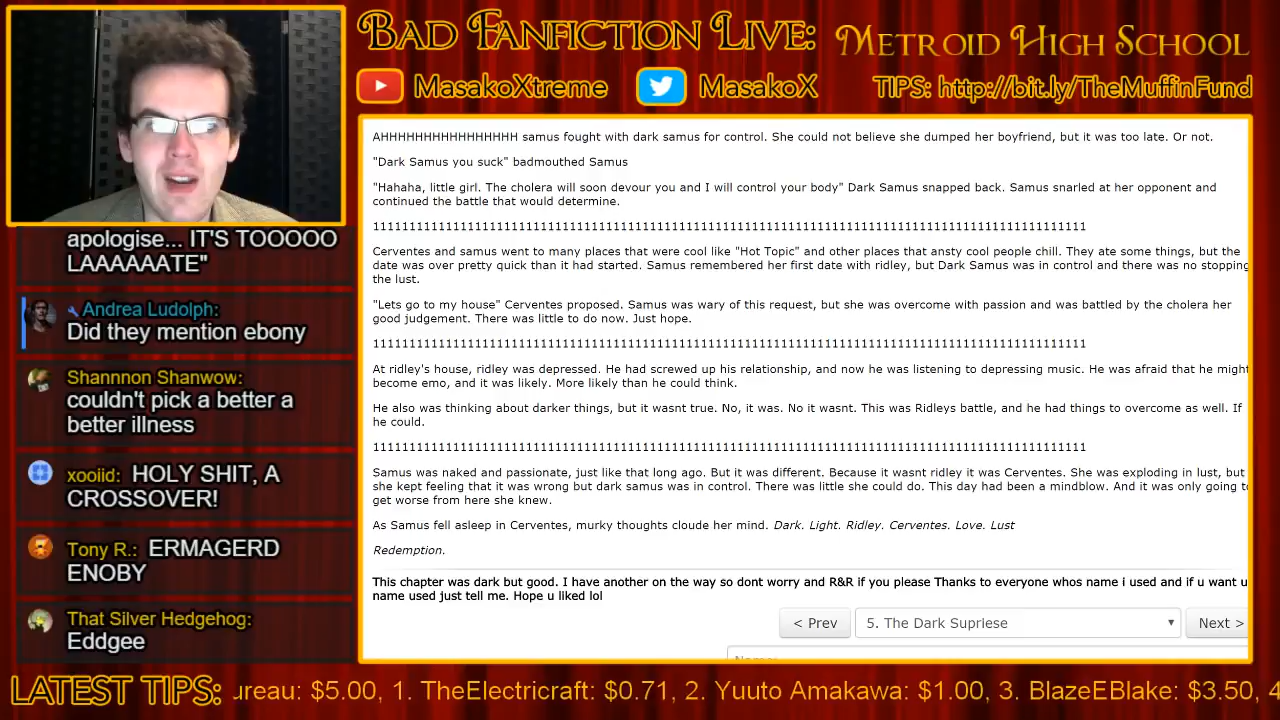 BAD FANFICTION LIVE:
METROID HIGH SCHOOL
MasakoXtreme
MasakoX
TIPS: http://bit.ly/TheMuffinFund
AHHHHHHHHHHHHHHHHH samus fought with dark samus for control. She could not believe she dumped her boyfriend, but it was too late. Or not.
"Dark Samus you suck" badmouthed Samus
"Hahaha, little girl. The cholera will soon devour you and I will control your body" Dark Samus snapped back. Samus snarled at her opponent and
continued the battle that would determine.
1111111111111111111111111111111111111111111111111111111111111111111111111111111111111111111111111
Cerventes and samus went to many places that were cool like "Hot Topic" and other places that ansty cool people chill. They ate some things, but the
date was over pretty quick than it had started. Samus remembered her first date with ridley, but Dark Samus was in control and there was no stopping
the lust.
"Lets go to my house" Cerventes proposed. Samus was wary of this request, but she was overcome with passion and was battled by the cholera her
good judgement. There was little to do now. Just hope.
1111111111111111111111111111111111111111111111111111111111111111111111111111111111111111111111111
At ridley's house, ridley was depressed. He had screwed up his relationship, and now he was listening to depressing music. He was afraid that he might
become emo, and it was likely. More likely than he could think.
He also was thinking about darker things, but it wasnt true. No, it was. No it wasnt. This was Ridleys battle, and he had things to overcome as well. If
he could.
1111111111111111111111111111111111111111111111111111111111111111111111111111111111111111111111111
Samus was naked and passionate, just like that long ago. But it was different. Because it wasnt ridley it was Cerventes. She was exploding in lust, but
she kept feeling that it was wrong but dark samus was in control. There was little she could do. This day had been a mindblow. And it was only going to
get worse from here she knew.
As Samus fell asleep in Cerventes, murky thoughts cloude her mind. Dark. Light. Ridley. Cerventes. Love. Lust
Redemption.
This chapter was dark but good. I have another on the way so dont worry and R&R if you please Thanks to everyone whos name i used and if u want u
name used just tell me. Hope u liked lol
< Prev
5. The Dark Supriese
Next >
apologise... IT'S TOOOOO
LAAAAAATE"
Andrea Ludolph:
Did they mention ebony
Shannnon Shanwow:
couldn't pick a better a
better illness
xooiid: HOLY SHIT, A
CROSSOVER!
Tony R.: ERMAGERD
ENOBY
That Silver Hedgehog:
Eddgee
LATEST TIPS:
ureau: $5.00, 1. TheElectricraft: $0.71, 2. Yuuto Amakawa: $1.00, 3. BlazeEBlake: $3.50, 4